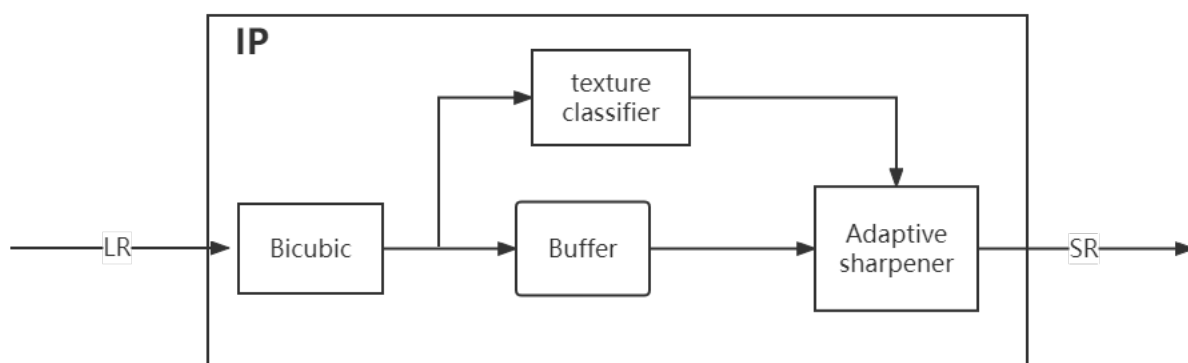 IP
texture
classifier
LR
Bicubic
Buffer
Adaptive
sharpener
SR